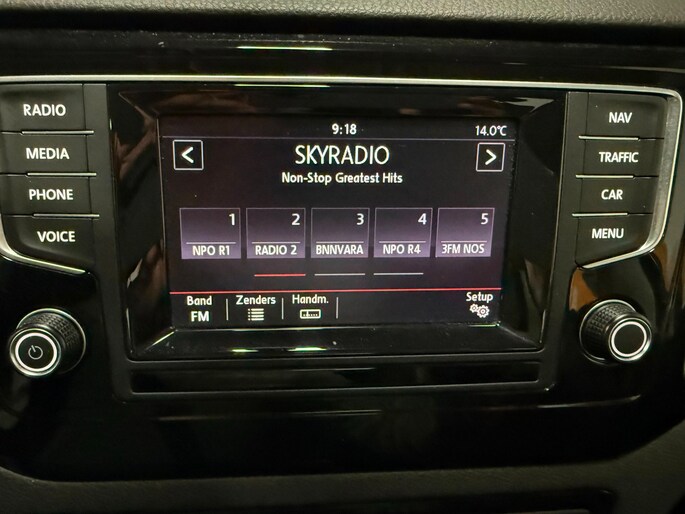 RADIO
MEDIA
PHONE
VOICE
9:18
14.0°C
<
SKYRADIO
>
Non-Stop Greatest Hits
1
2
3
4
5
NPO R1
RADIO 2
BNNVARA
NPO R4
3FM NOS
Band
FM
Zenders
Handm.
Setup
NAV
TRAFFIC
CAR
MENU